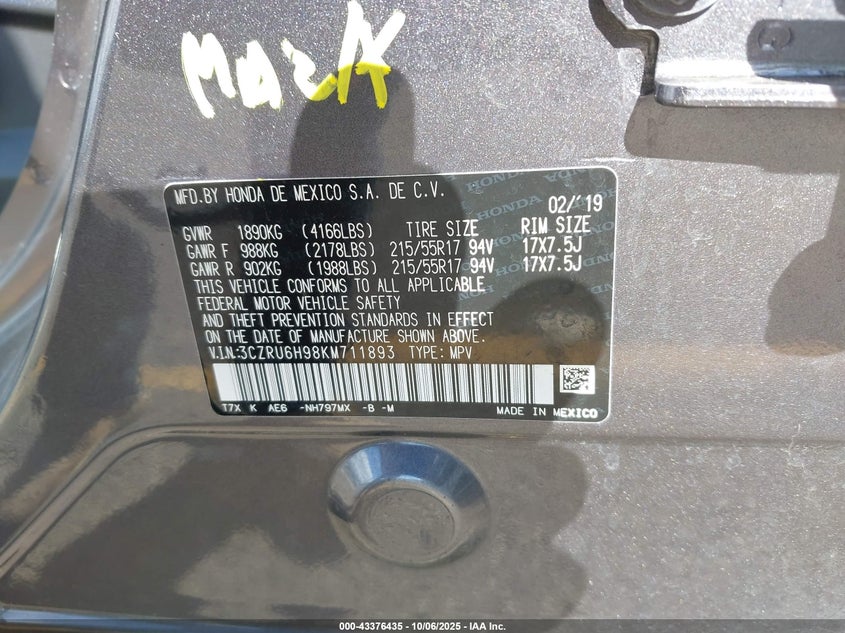 MAZK
MFD.BY HONDA DE MEXICO S.A. DE C.V. 02/'19
GVWR 1890KG (4166LBS) TIRE SIZE RIM SIZE
GAWR F 988KG (2178LBS) 215/55R17 94V 17X7.5J
GAWR R 902KG (1988LBS) 215/55R17 94V 17X7.5J
THIS VEHICLE CONFORMS TO ALL APPLICABLE
FEDERAL MOTOR VEHICLE SAFETY
AND THEFT PREVENTION STANDARDS IN EFFECT
ON THE DATE OF MANUFACTURE SHOWN ABOVE.
V.I.N:3CZRU6H98KM711893 TYPE: MPV
T7X K AE6 -NH797MX -B -M MADE IN MEXICO
000-43376435 - 10/06/2025 - IAA Inc.